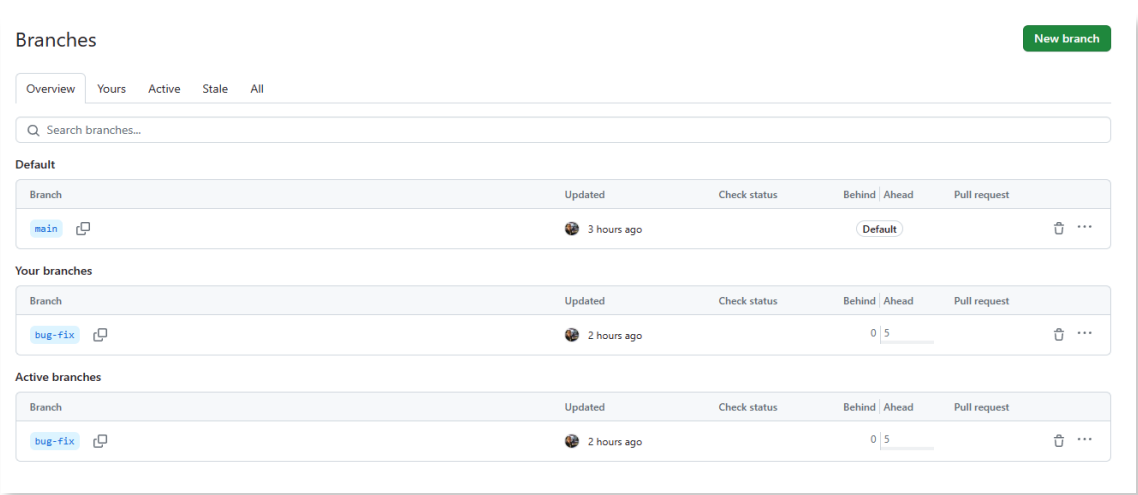 Branches New branch
Overview Yours Active Stale All
Search branches...
Default
Branch Updated Check status Behind Ahead Pull request
main 3 hours ago Default
Your branches
Branch Updated Check status Behind Ahead Pull request
bug-fix 2 hours ago 0 5
Active branches
Branch Updated Check status Behind Ahead Pull request
bug-fix 2 hours ago 0 5